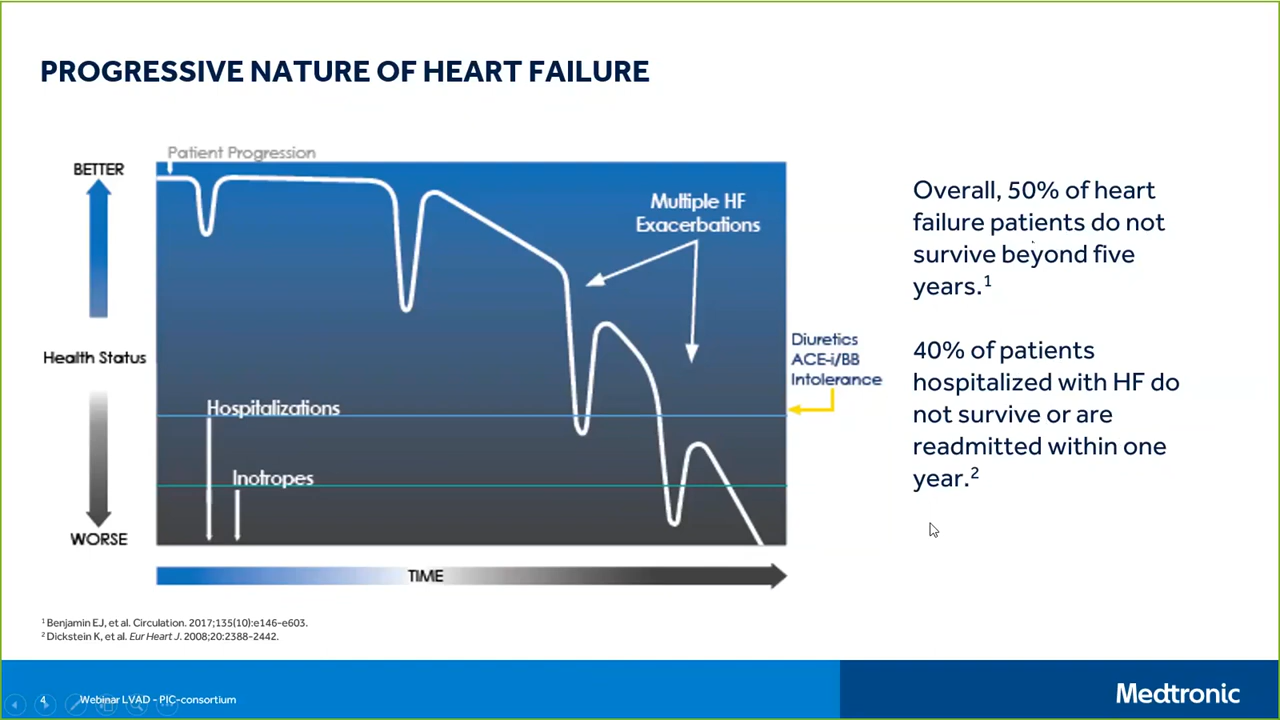 PROGRESSIVE NATURE OF HEART FAILURE
Patient Progression
BETTER
Multiple HF
Exacerbations
Health Status
Diuretics
ACE-i/BB
Intolerance
Hospitalizations
Inotropes
WORSE
TIME
Overall, 50% of heart
failure patients do not
survive beyond five
years.¹
40% of patients
hospitalized with HF do
not survive or are
readmitted within one
year.²
¹ Benjamin EJ, et al. Circulation. 2017;135(10):e146-e603.
² Dickstein K, et al. Eur Heart J. 2008;20:2388-2442.
4 Webinar LVAD - PIC-consortium
Medtronic